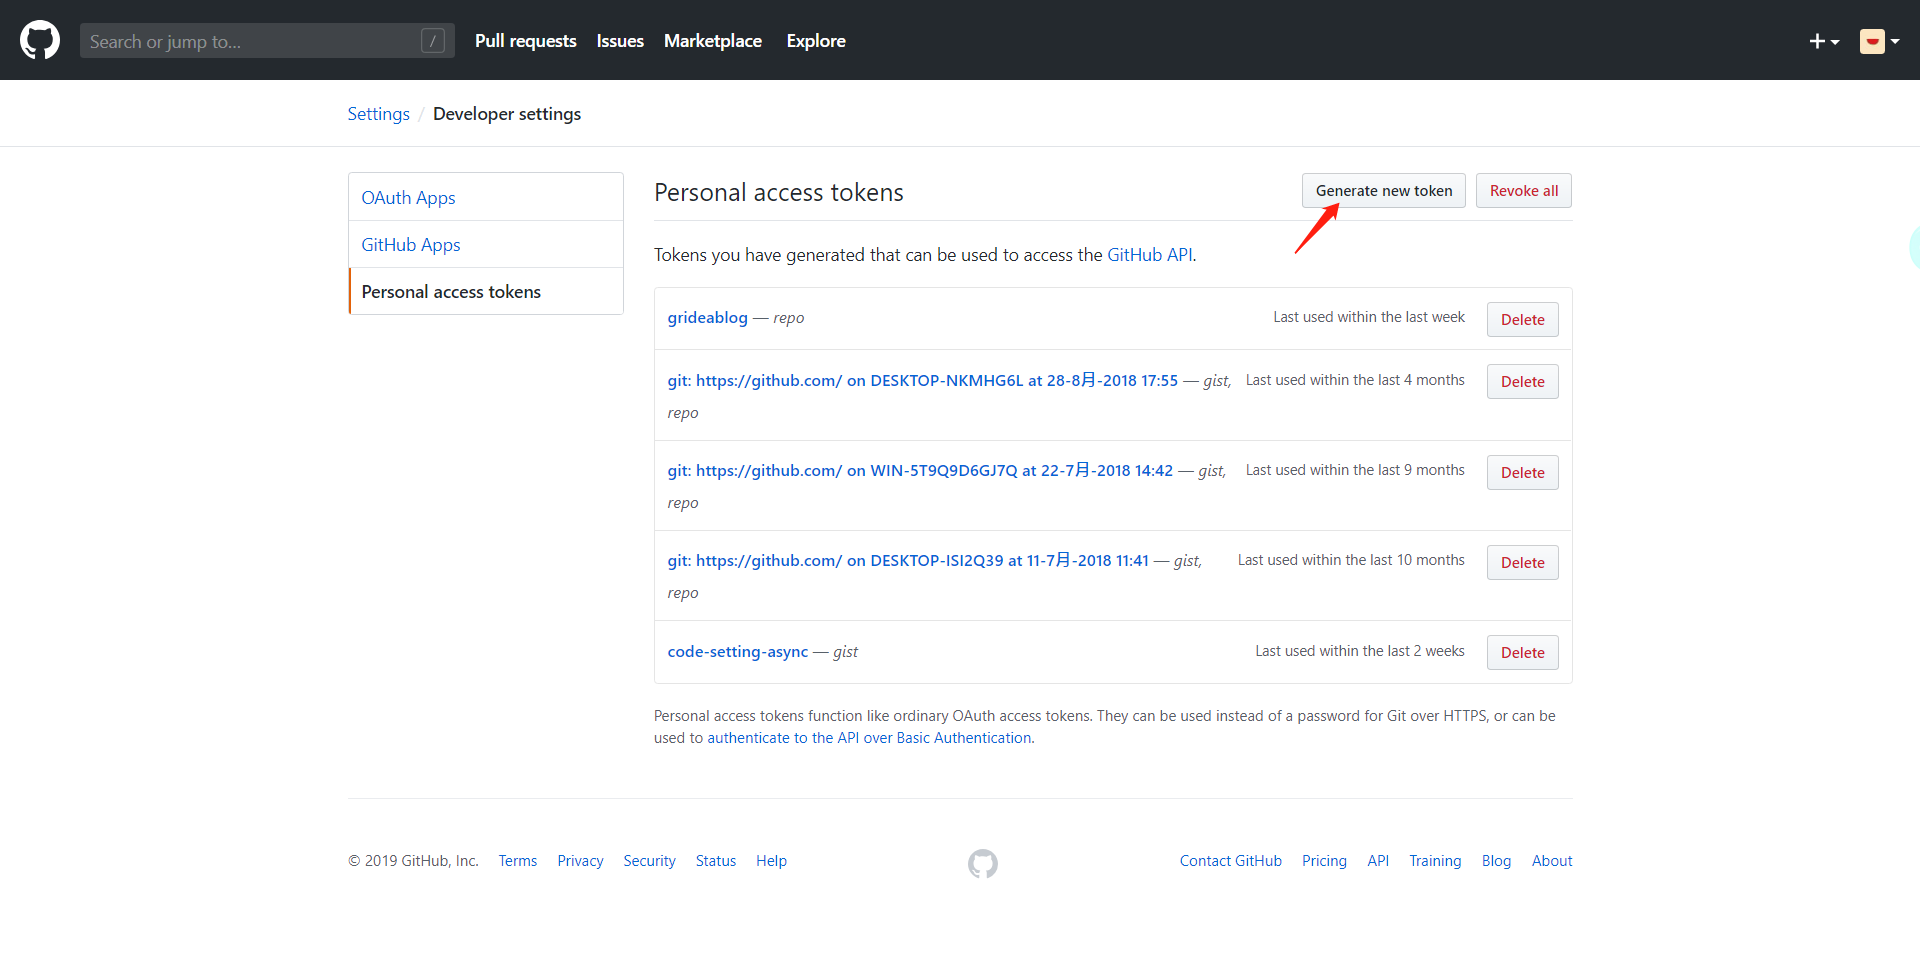 Search or jump to... / Pull requests Issues Marketplace Explore
Settings / Developer settings
OAuth Apps
GitHub Apps
Personal access tokens
Personal access tokens
Generate new token
Revoke all
Tokens you have generated that can be used to access the GitHub API.
grideablog — repo Last used within the last week Delete
git: https://github.com/ on DESKTOP-NKMHG6L at 28-8月-2018 17:55 — gist, Last used within the last 4 months Delete
repo
git: https://github.com/ on WIN-5T9Q9D6GJ7Q at 22-7月-2018 14:42 — gist, Last used within the last 9 months Delete
repo
git: https://github.com/ on DESKTOP-ISI2Q39 at 11-7月-2018 11:41 — gist, Last used within the last 10 months Delete
repo
code-setting-async — gist Last used within the last 2 weeks Delete
Personal access tokens function like ordinary OAuth access tokens. They can be used instead of a password for Git over HTTPS, or can be
used to authenticate to the API over Basic Authentication.
© 2019 GitHub, Inc. Terms Privacy Security Status Help Contact GitHub Pricing API Training Blog About